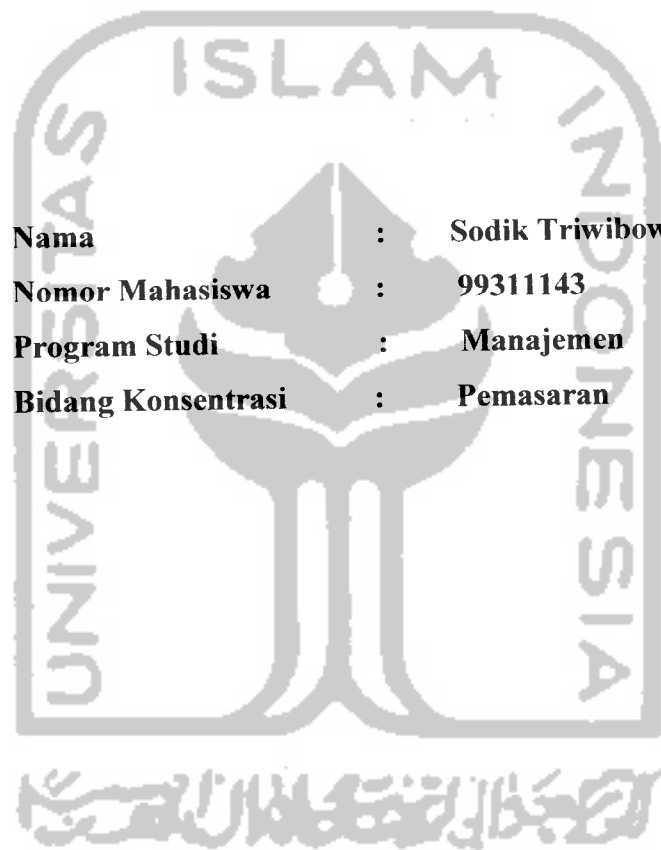 ISLAM
UNIVERSITAS
INDONESIA
Nama : Sodik Triwibow
Nomor Mahasiswa : 99311143
Program Studi : Manajemen
Bidang Konsentrasi : Pemasaran